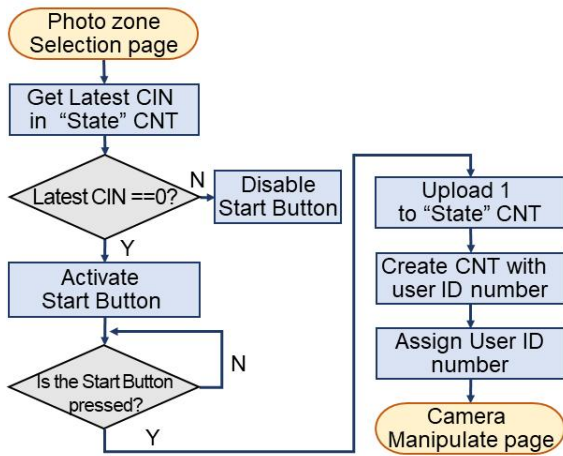 Photo zone
Selection page
Get Latest CIN
in “State” CNT
Latest CIN ==0?
N
Disable
Start Button
Y
Activate
Start Button
N
Is the Start Button
pressed?
Y
Upload 1
to “State” CNT
Create CNT with
user ID number
Assign User ID
number
Camera
Manipulate page